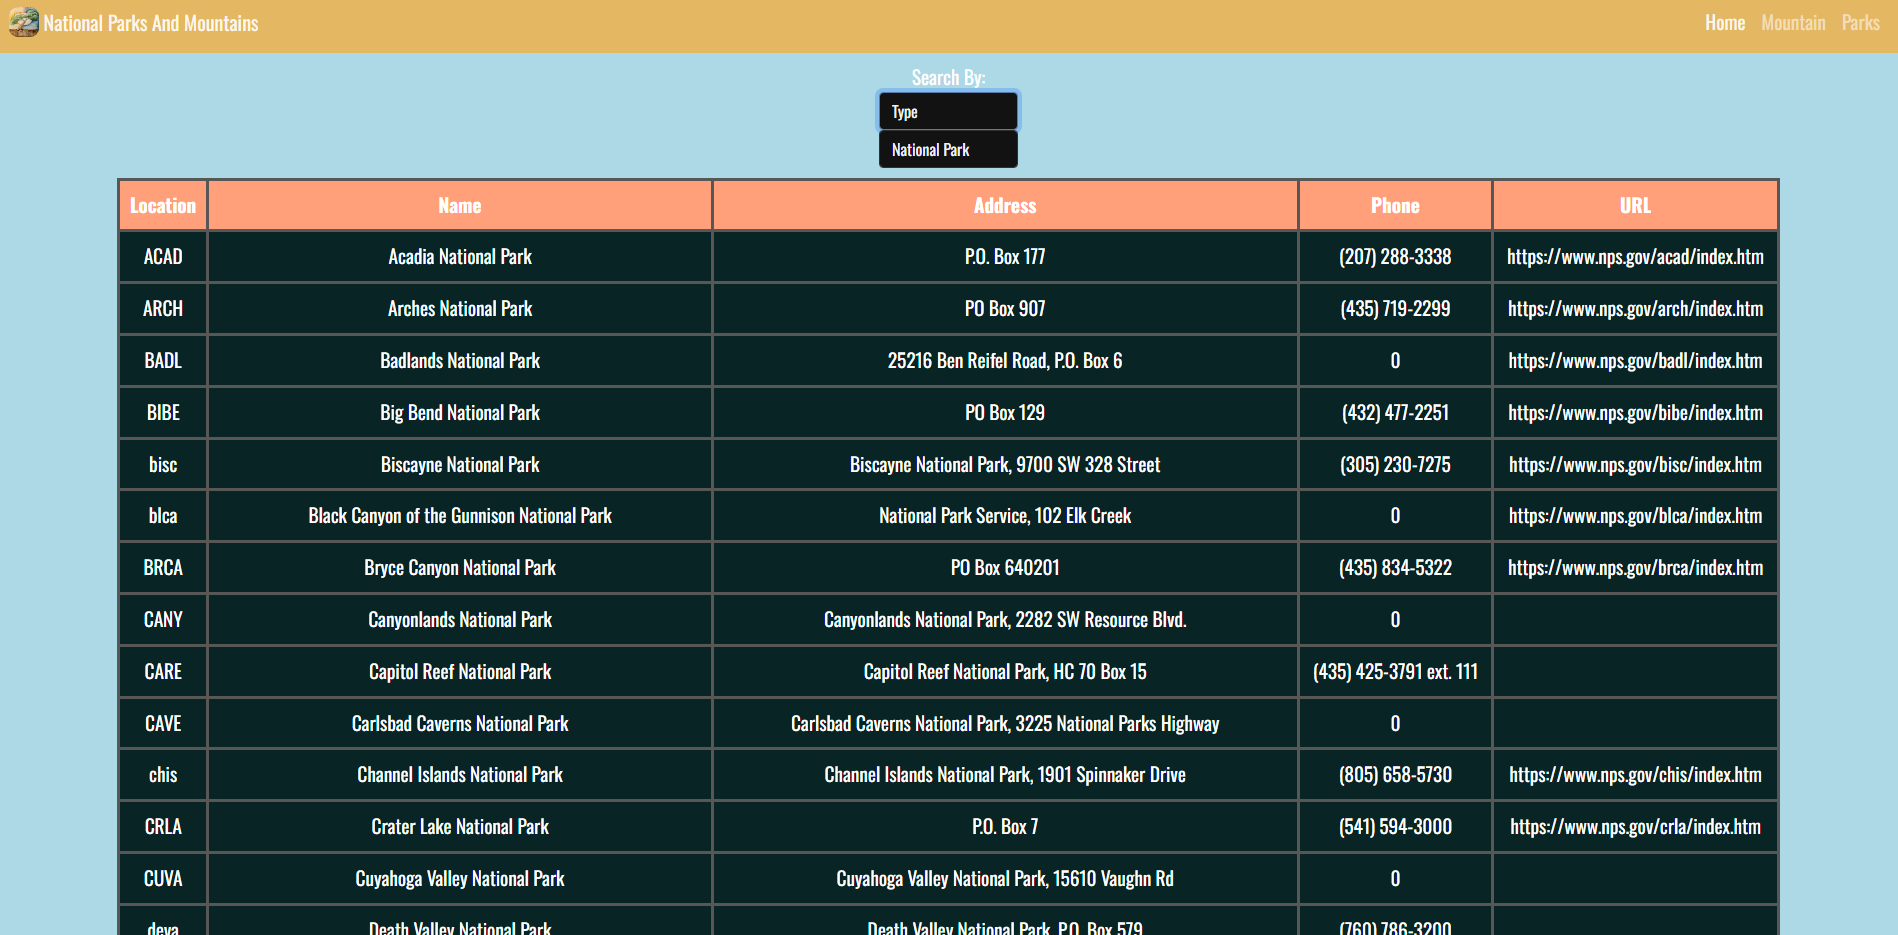 National Parks And Mountains Home Mountain Parks
Search By:
Type
National Park
Location Name Address Phone URL
ACAD Acadia National Park P.O. Box 177 (207) 288-3338 https://www.nps.gov/acad/index.htm
ARCH Arches National Park PO Box 907 (435) 719-2299 https://www.nps.gov/arch/index.htm
BADL Badlands National Park 25216 Ben Reifel Road, P.O. Box 6 0 https://www.nps.gov/badl/index.htm
BIBE Big Bend National Park PO Box 129 (432) 477-2251 https://www.nps.gov/bibe/index.htm
bisc Biscayne National Park Biscayne National Park, 9700 SW 328 Street (305) 230-7275 https://www.nps.gov/bisc/index.htm
blca Black Canyon of the Gunnison National Park National Park Service, 102 Elk Creek 0 https://www.nps.gov/blca/index.htm
BRCA Bryce Canyon National Park PO Box 640201 (435) 834-5322 https://www.nps.gov/brca/index.htm
CANY Canyonlands National Park Canyonlands National Park, 2282 SW Resource Blvd. 0
CARE Capitol Reef National Park Capitol Reef National Park, HC 70 Box 15 (435) 425-3791 ext. 111
CAVE Carlsbad Caverns National Park Carlsbad Caverns National Park, 3225 National Parks Highway 0
chis Channel Islands National Park Channel Islands National Park, 1901 Spinnaker Drive (805) 658-5730 https://www.nps.gov/chis/index.htm
CRLA Crater Lake National Park P.O. Box 7 (541) 594-3000 https://www.nps.gov/crla/index.htm
CUVA Cuyahoga Valley National Park Cuyahoga Valley National Park, 15610 Vaughn Rd 0
deva Death Valley National Park Death Valley National Park, P.O. Box 579 (760) 786-3200